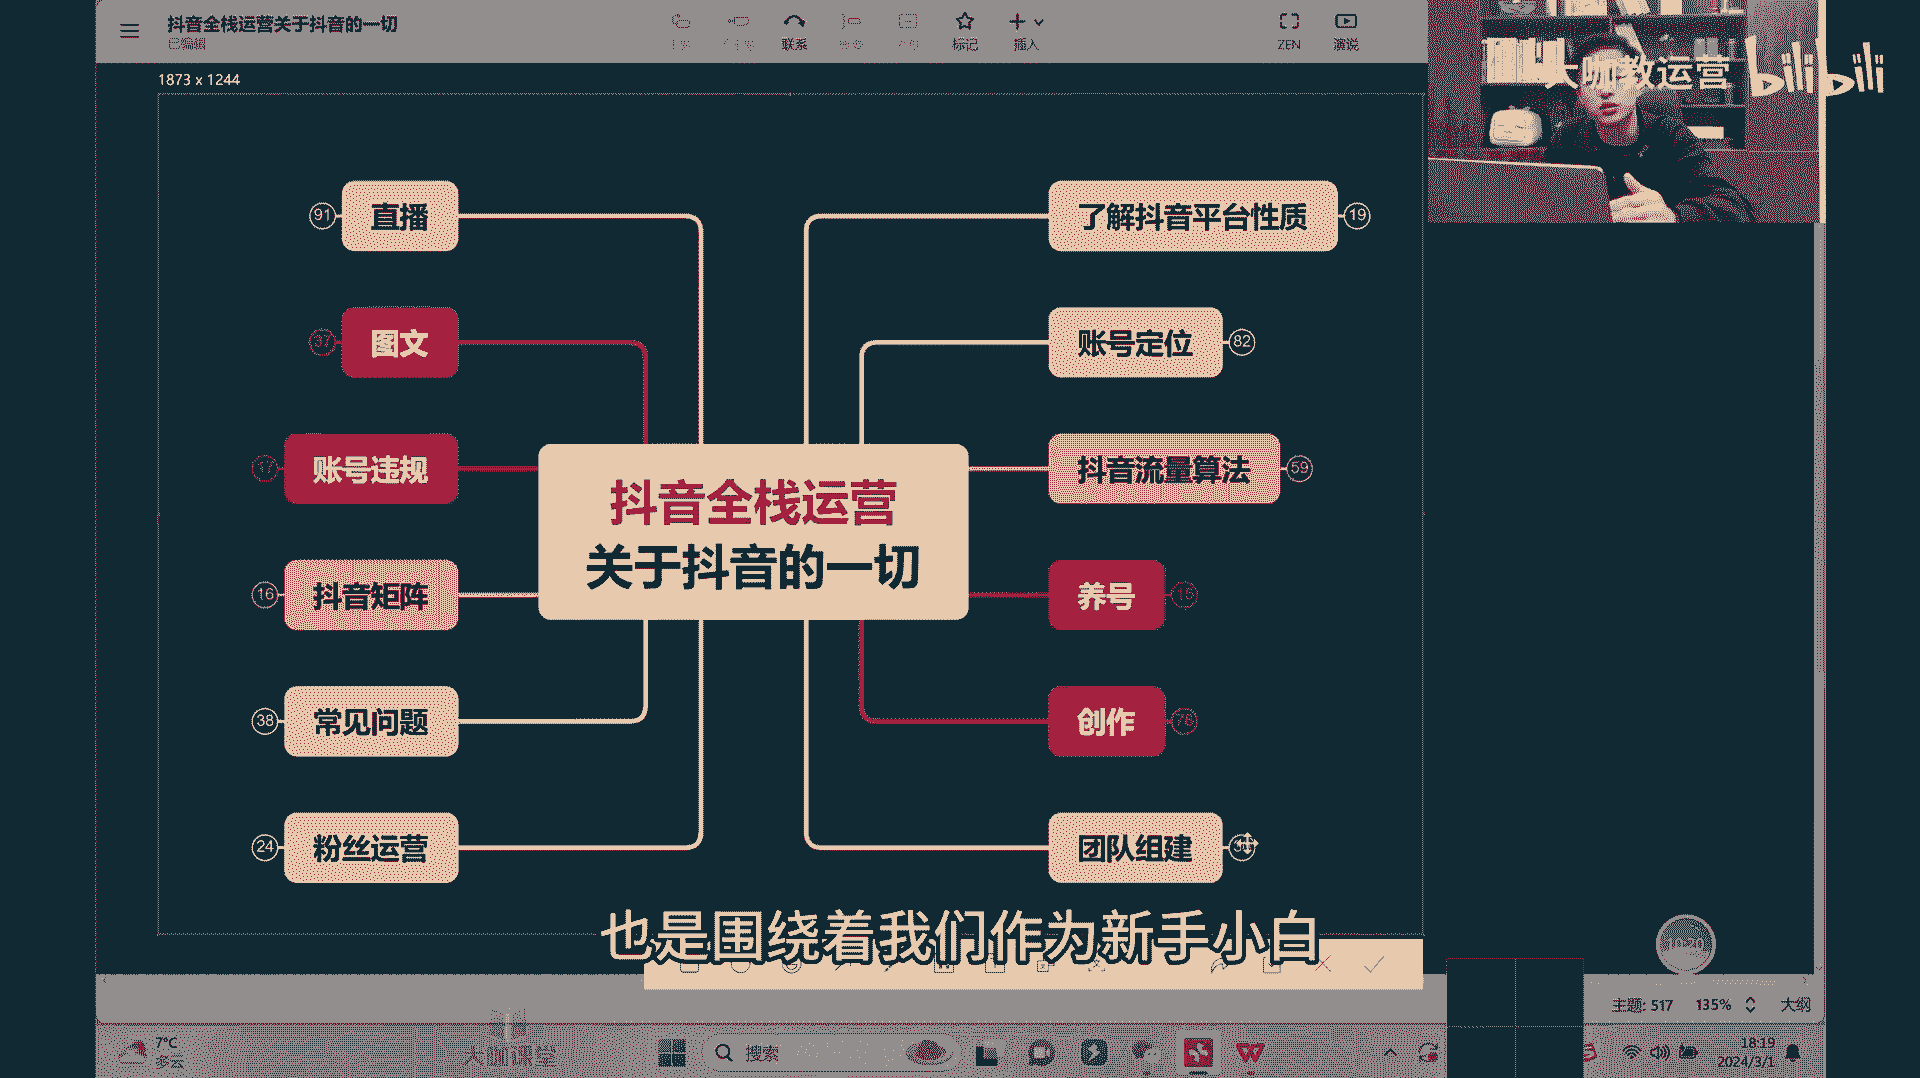 抖音全栈运营关于抖音的一切
已编辑
联系
标记
插入
ZEN
演说
1873 x 1244
大咖教运营
bilibili
91
直播
了解抖音平台性质
19
37
图文
账号定位
82
17
账号违规
抖音流量算法
59
抖音全栈运营
关于抖音的一切
16
抖音矩阵
养号
15
38
常见问题
创作
76
24
粉丝运营
团队组建
也是围绕着我们作为新手小白
主题: 517
135%
大纲
7°C
多云
大咖课堂
搜索
18:19
2024/3/1